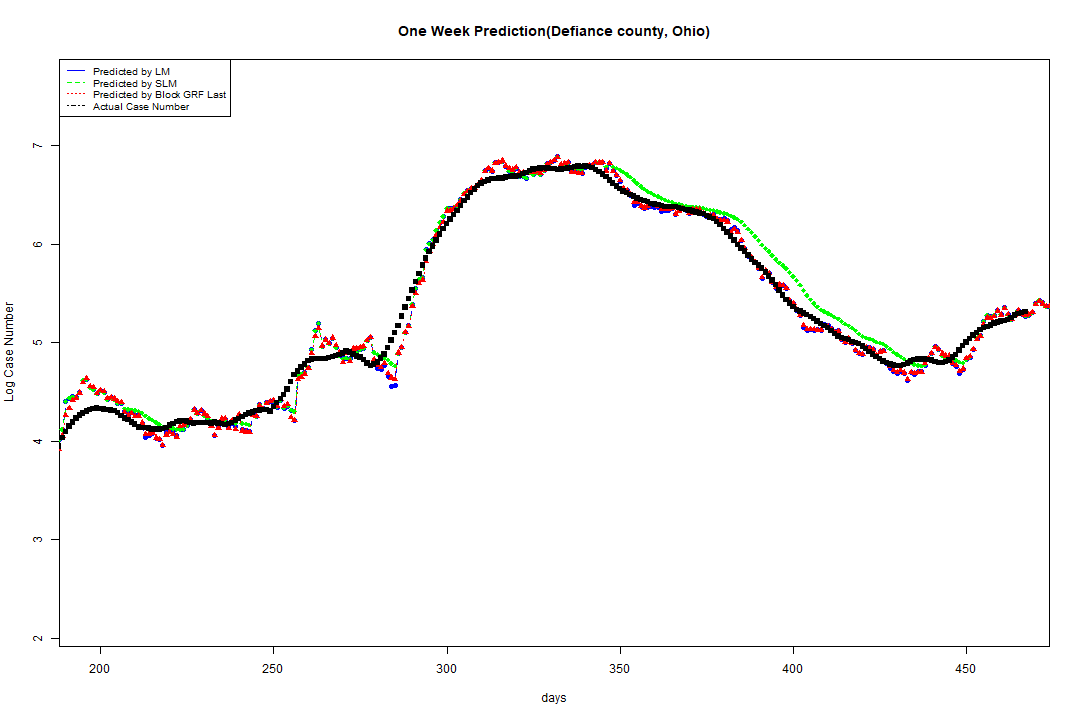 One Week Prediction(Defiance county, Ohio)
Predicted by LM
Predicted by SLM
Predicted by Block GRF Last
Actual Case Number
7
6
5
4
3
2
Log Case Number
200 250 300 350 400 450
days